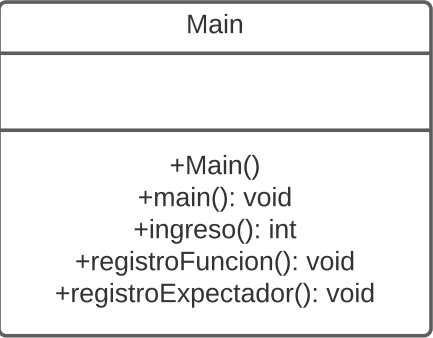 Main
+Main()
+main(): void
+ingreso(): int
+registroFuncion(): void
+registroExpectador(): void